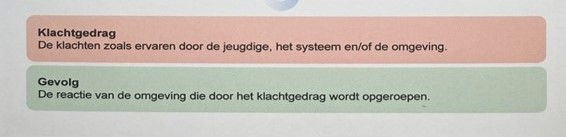 Klachtgedrag
De klachten zoals ervaren door de jeugdige, het systeem en/of de omgeving.
Gevolg
De reactie van de omgeving die door het klachtgedrag wordt opgeroepen.